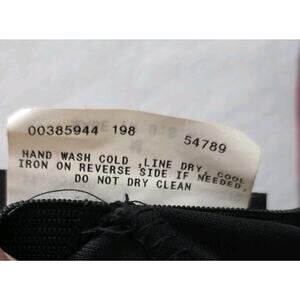 00385944 198 54789
HAND WASH COLD ,LINE DRY, COOL
IRON ON REVERSE SIDE IF NEEDED,
DO NOT DRY CLEAN